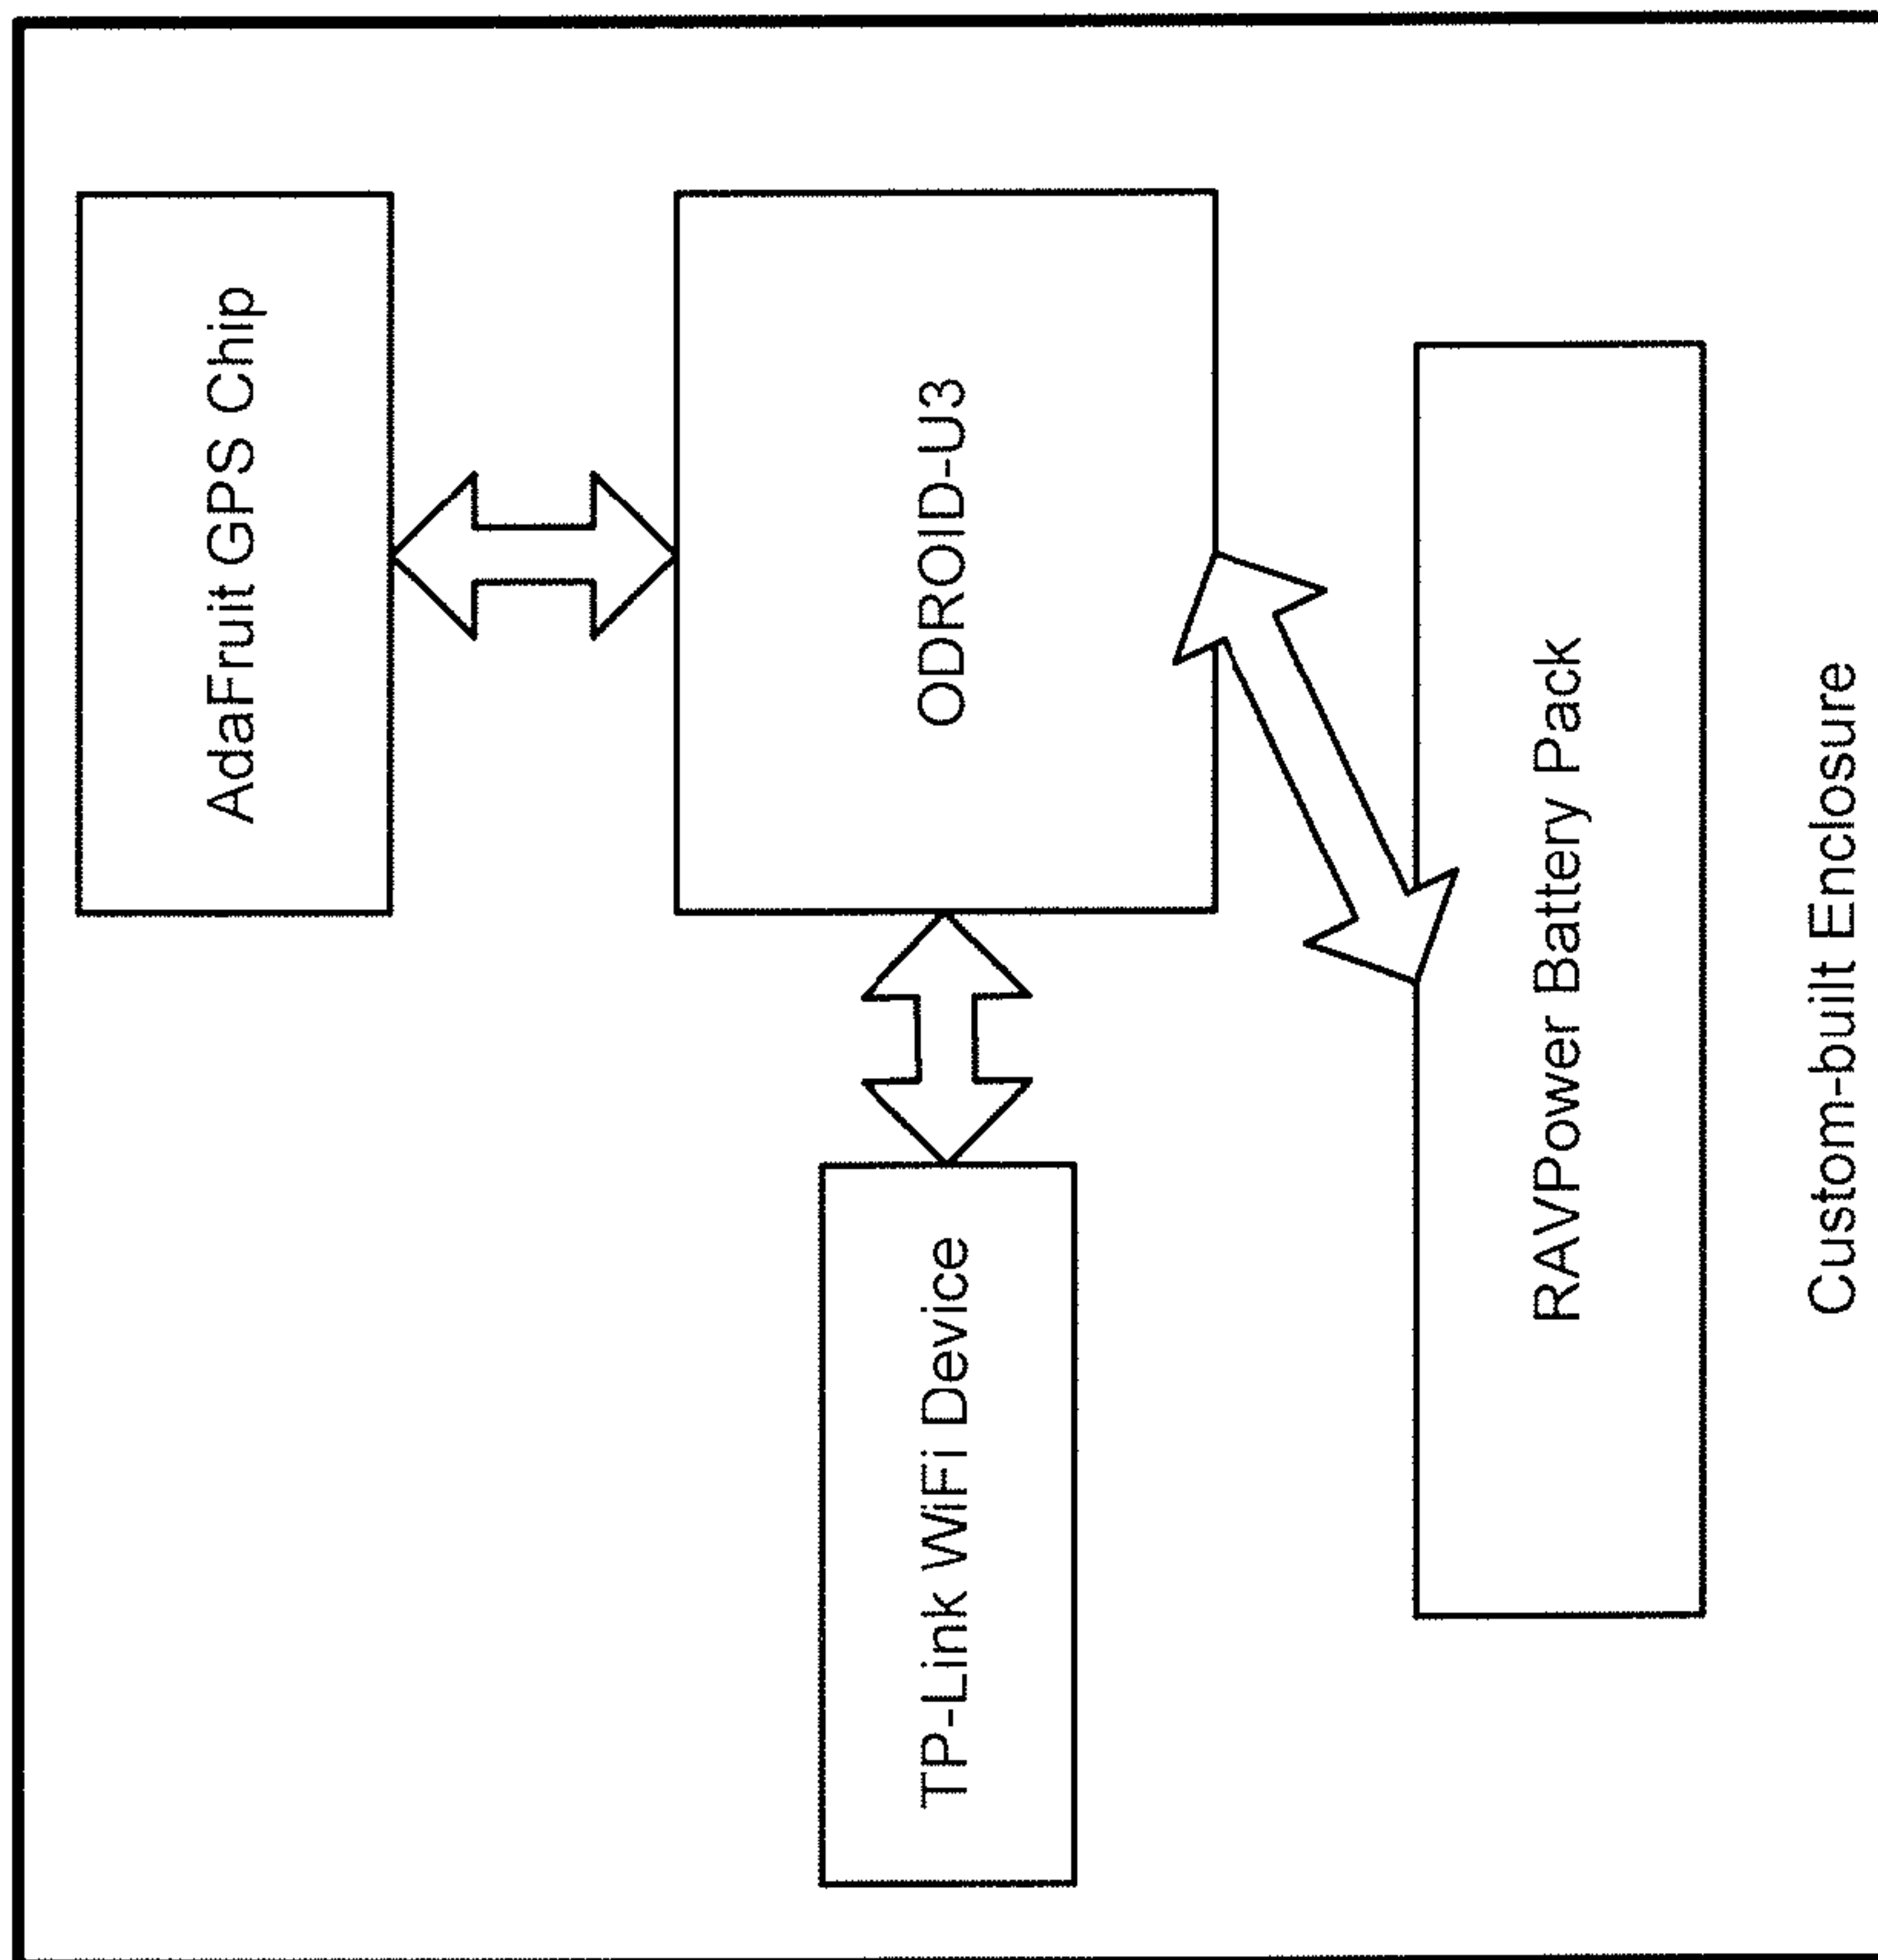 AdaFruit GPS Chip
TP-Link WiFi Device
ODROID-U3
RAVPower Battery Pack
Custom-built Enclosure